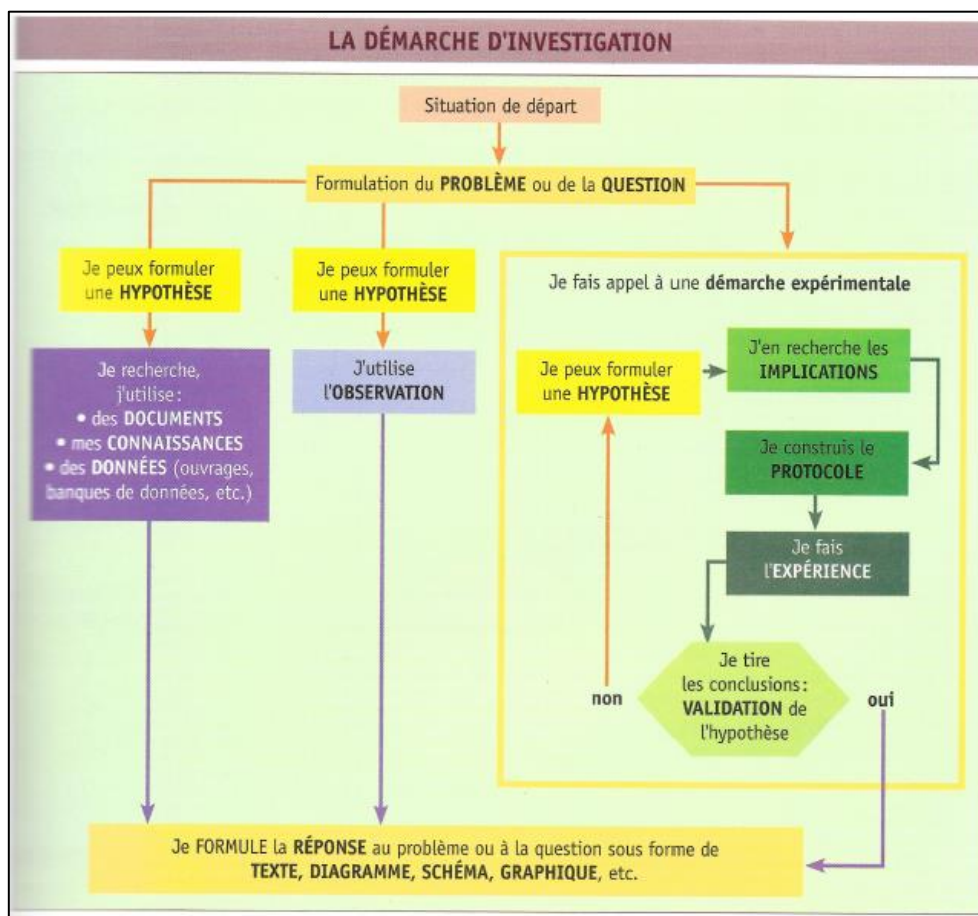 LA DÉMARCHE D'INVESTIGATION
Situation de départ
Formulation du PROBLÈME ou de la QUESTION
Je peux formuler
une HYPOTHÈSE
Je recherche,
j'utilise :
• des DOCUMENTS
• mes CONNAISSANCES
• des DONNÉES (ouvrages,
banques de données, etc.)
Je peux formuler
une HYPOTHÈSE
J'utilise
l'OBSERVATION
Je fais appel à une démarche expérimentale
Je peux formuler
une HYPOTHÈSE
J'en recherche les
IMPLICATIONS
Je construis le
PROTOCOLE
Je fais
l'EXPÉRIENCE
Je tire
les conclusions :
VALIDATION de
l'hypothèse
non
oui
Je FORMULE la RÉPONSE au problème ou à la question sous forme de
TEXTE, DIAGRAMME, SCHÉMA, GRAPHIQUE, etc.